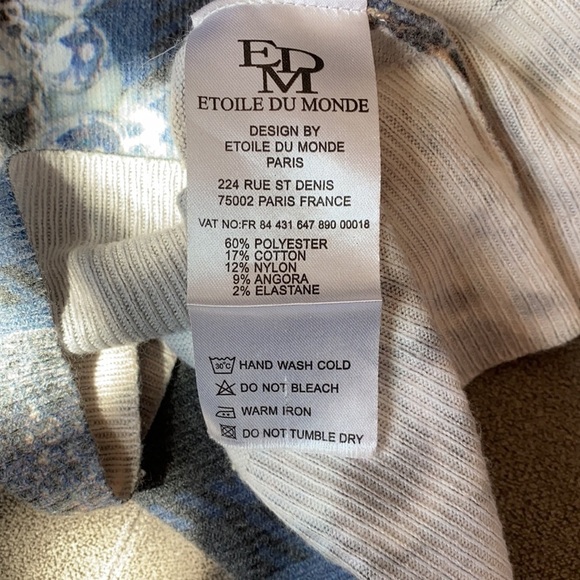 EDM
ETOILE DU MONDE
DESIGN BY
ETOILE DU MONDE
PARIS
224 RUE ST DENIS
75002 PARIS FRANCE
VAT NO:FR 84 431 647 890 00018
60% POLYESTER
17% COTTON
12% NYLON
9% ANGORA
2% ELASTANE
30°C HAND WASH COLD
DO NOT BLEACH
WARM IRON
DO NOT TUMBLE DRY